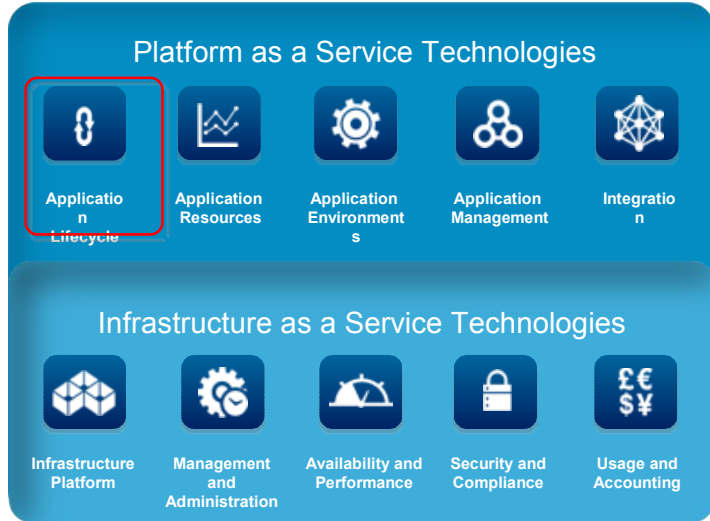 Platform as a Service Technologies
Applicatio
n
Lifecycle
Application
Resources
Application
Environment
s
Application
Management
Integratio
n
Infrastructure as a Service Technologies
£€
$¥
Infrastructure
Platform
Management
and
Administration
Availability and
Performance
Security and
Compliance
Usage and
Accounting